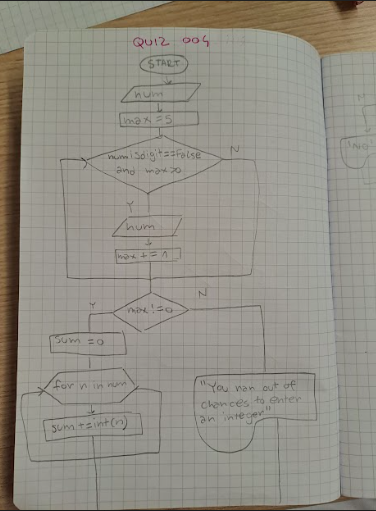 QUIZ 004
START
num
max = 5
num.isdigit==False
and max>0
N
Y
num
max += 1
max!=0
Y
N
sum = 0
for n in num
sum+=int(n)
"You ran out of
chances to enter
an integer"